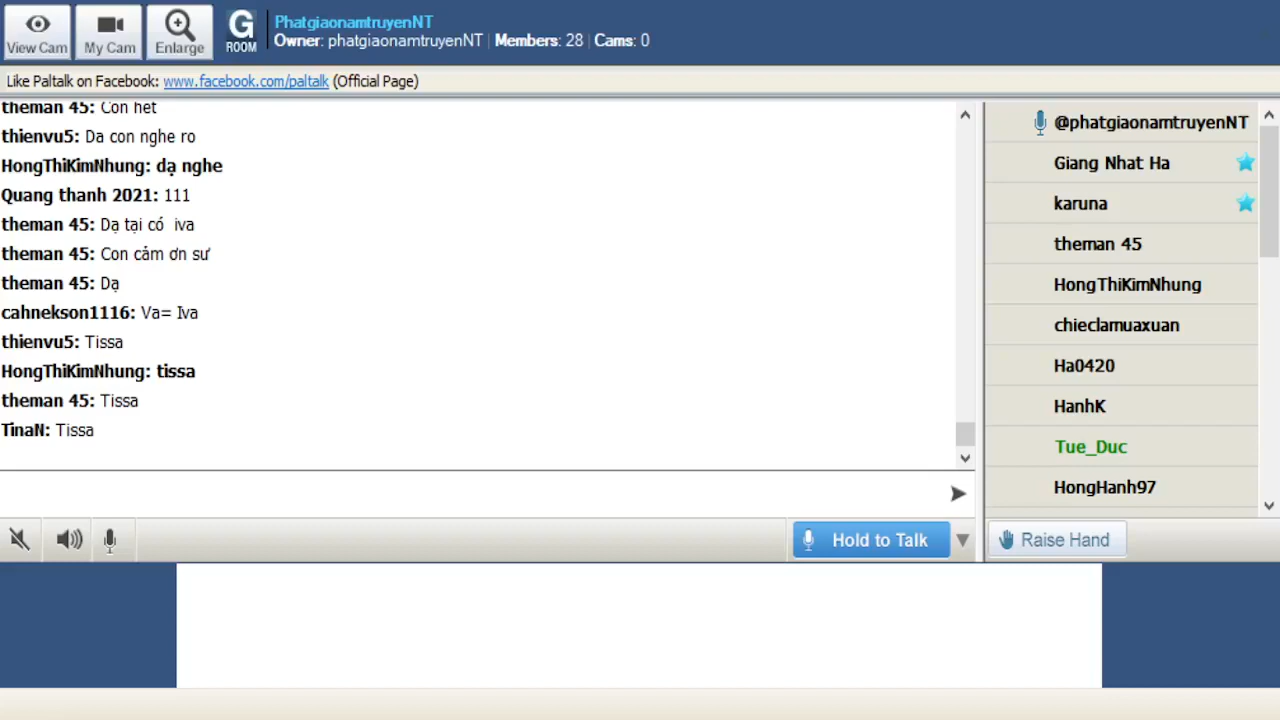 View Cam
My Cam
Enlarge
G
ROOM
PhatgiaonamtruyenNT
Owner: phatgiaonamtruyenNT | Members: 28 | Cams: 0
Like Paltalk on Facebook: www.facebook.com/paltalk (Official Page)
theman 45: Con het
thienvu5: Da con nghe ro
HongThiKimNhung: dạ nghe
Quang thanh 2021: 111
theman 45: Dạ tại có iva
theman 45: Con cảm ơn sư
theman 45: Dạ
cahnekson1116: Va= Iva
thienvu5: Tissa
HongThiKimNhung: tissa
theman 45: Tissa
TinaN: Tissa
@phatgiaonamtruyenNT
Giang Nhat Ha
karuna
theman 45
HongThiKimNhung
chieclamuaxuan
Ha0420
HanhK
Tue_Duc
HongHanh97
Hold to Talk
Raise Hand